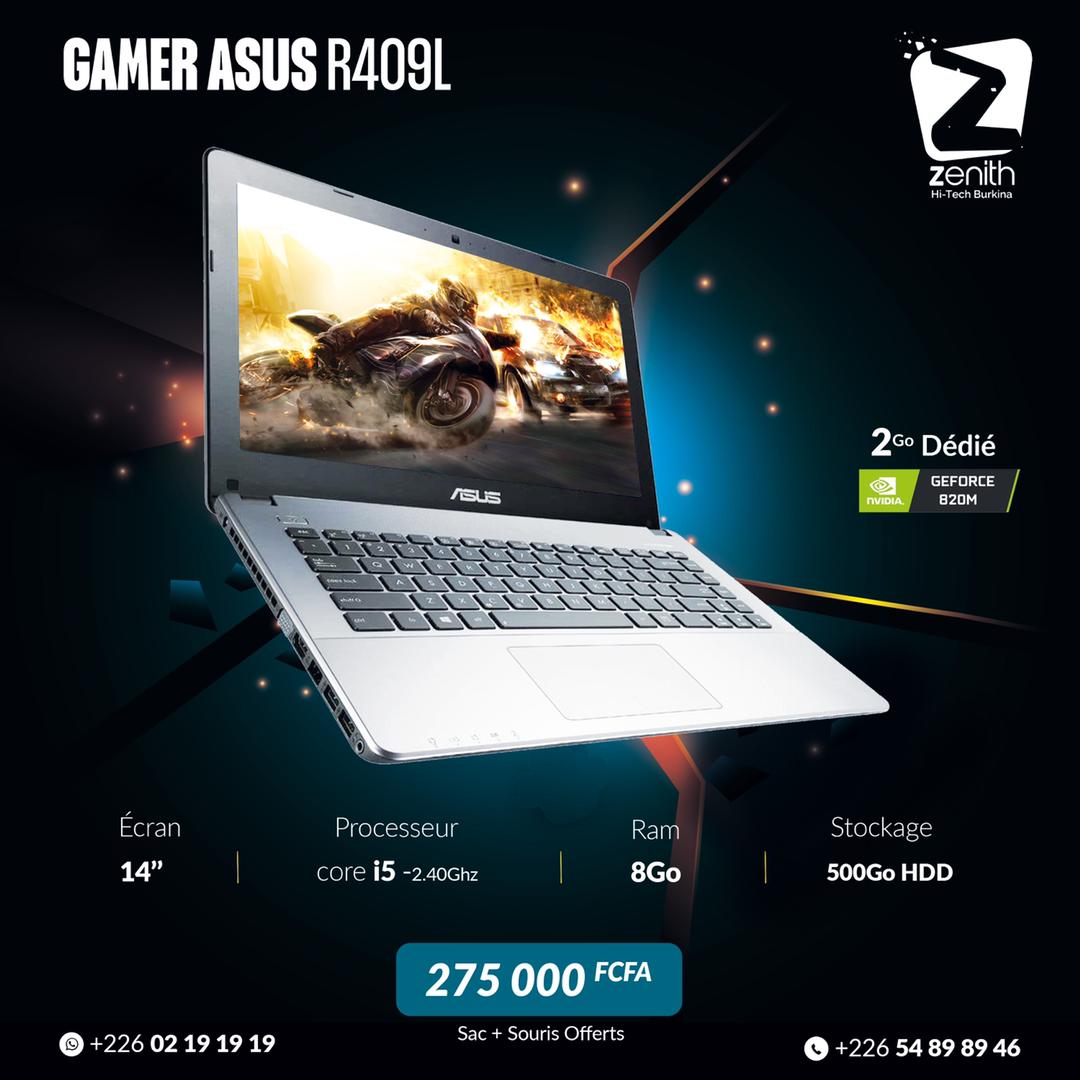 GAMER ASUS R409L
Z
zenith
Hi-Tech Burkina
ASUS
2Go Dédié
NVIDIA.
GEFORCE
820M
Écran
14”
Processeur
core i5 -2.40Ghz
Ram
8Go
Stockage
500Go HDD
275 000 FCFA
Sac + Souris Offerts
+226 02 19 19 19
+226 54 89 89 46